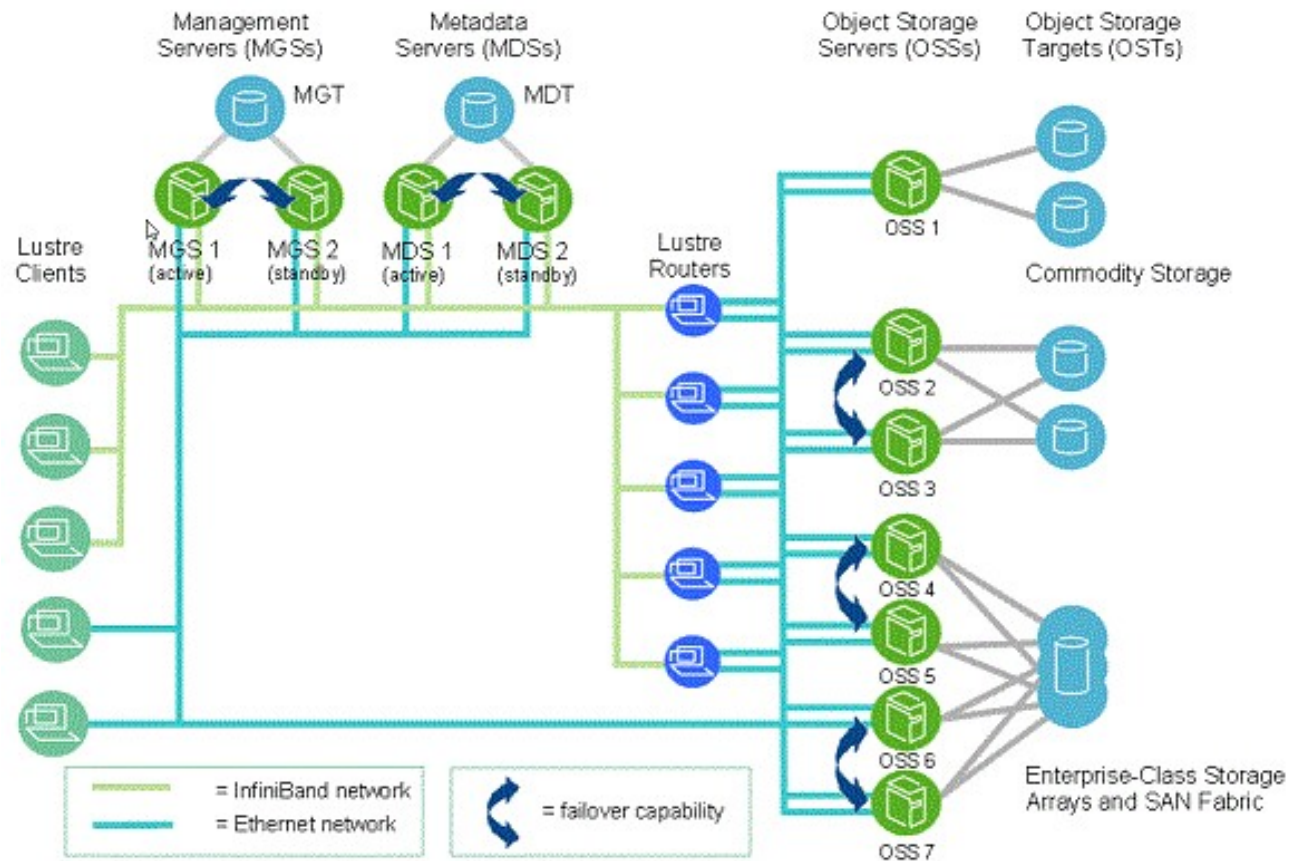 Management
Servers (MGSs)
Metadata
Servers (MDSs)
Object Storage
Servers (OSSs)
Object Storage
Targets (OSTs)
MGT
MDT
Lustre
Clients
MGS 1
(active)
MGS 2
(standby)
MDS 1
(active)
MDS 2
(standby)
Lustre
Routers
OSS 1
Commodity Storage
OSS 2
OSS 3
OSS 4
OSS 5
OSS 6
OSS 7
Enterprise-Class Storage
Arrays and SAN Fabric
= InfiniBand network
= Ethernet network
= failover capability